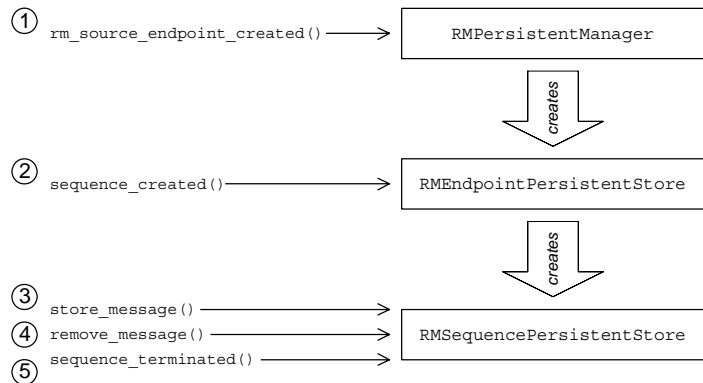 1
rm_source_endpoint_created()
RMPersistentManager
creates
2
sequence_created()
RMEndpointPersistentStore
creates
3
store_message()
4
remove_message()
RMSequencePersistentStore
sequence_terminated()
5